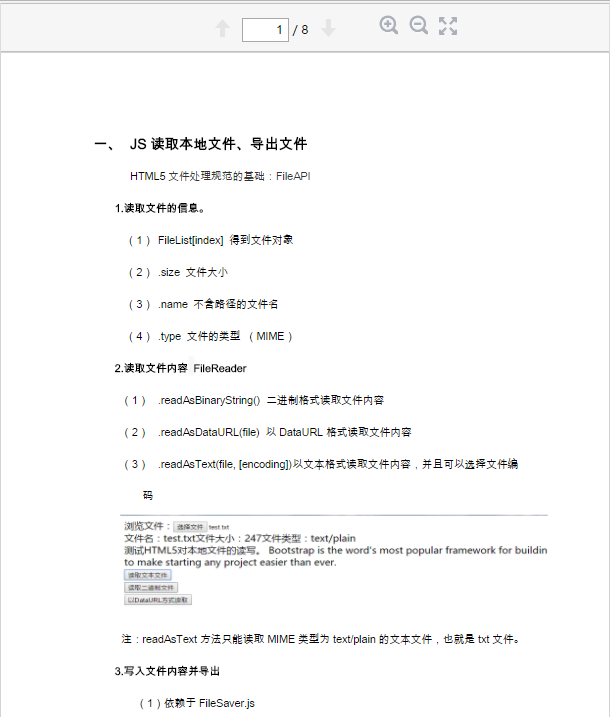 1 / 8
一、 JS 读取本地文件、导出文件
HTML5 文件处理规范的基础：FileAPI
1.读取文件的信息。
（1） FileList[index] 得到文件对象
（2） .size 文件大小
（3） .name 不含路径的文件名
（4） .type 文件的类型 （MIME）
2.读取文件内容 FileReader
（1） .readAsBinaryString() 二进制格式读取文件内容
（2） .readAsDataURL(file) 以 DataURL 格式读取文件内容
（3） .readAsText(file, [encoding])以文本格式读取文件内容，并且可以选择文件编
码
浏览文件：选择文件 test.txt
文件名：test.txt文件大小：247文件类型：text/plain
测试HTML5对本地文件的读写。 Bootstrap is the word's most popular framework for buildin
to make starting any project easier than ever.
读取文本文件
读取二进制文件
以DataURL方式读取
注：readAsText 方法只能读取 MIME 类型为 text/plain 的文本文件，也就是 txt 文件。
3.写入文件内容并导出
（1）依赖于 FileSaver.js